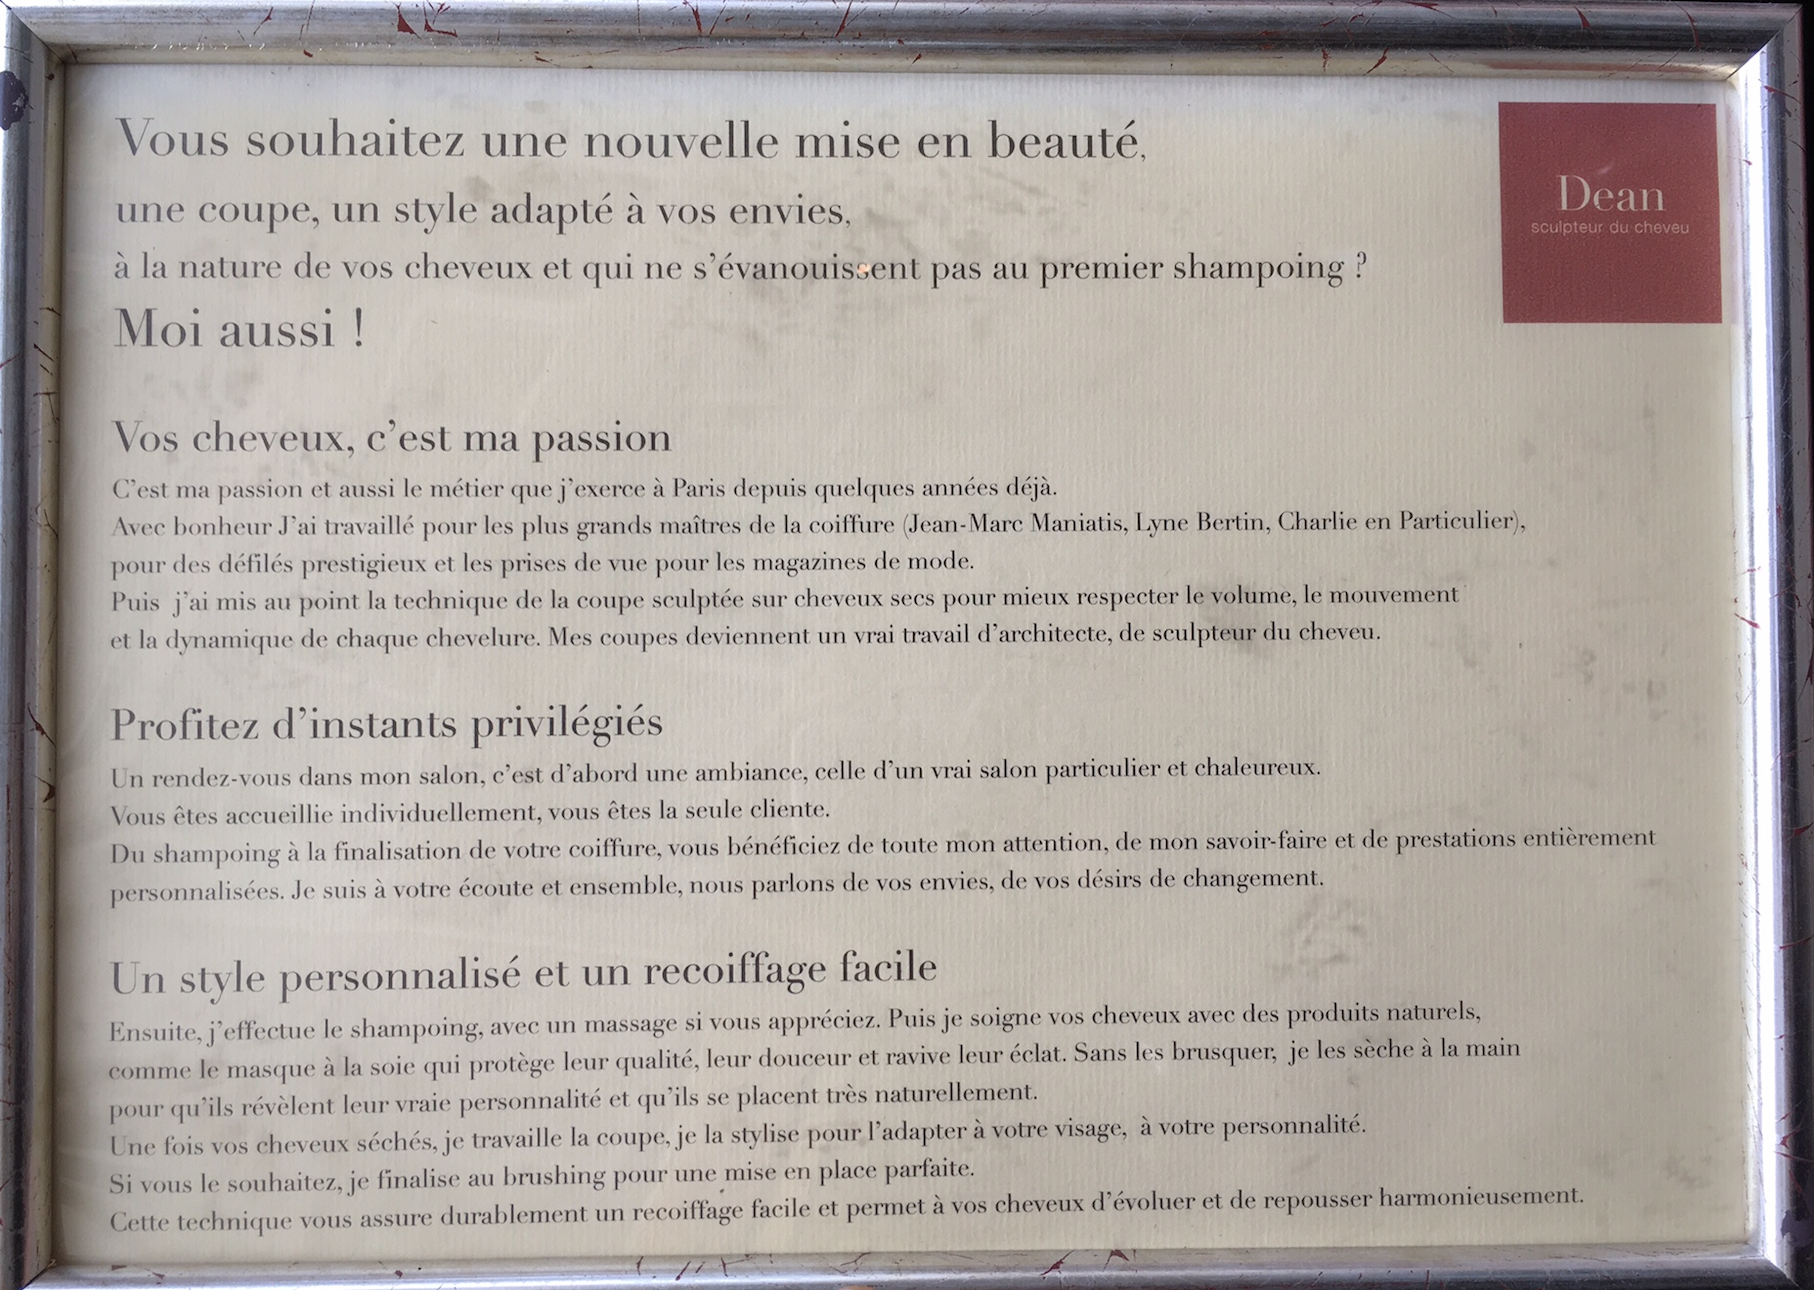 Vous souhaitez une nouvelle mise en beauté,
une coupe, un style adapté à vos envies,
à la nature de vos cheveux et qui ne s'évanouissent pas au premier shampoing ?
Moi aussi !
Dean
sculpteur du cheveu
Vos cheveux, c'est ma passion
C'est ma passion et aussi le métier que j'exerce à Paris depuis quelques années déjà.
Avec bonheur J'ai travaillé pour les plus grands maîtres de la coiffure (Jean-Marc Maniatis, Lyne Bertin, Charlie en Particulier),
pour des défilés prestigieux et les prises de vue pour les magazines de mode.
Puis j'ai mis au point la technique de la coupe sculptée sur cheveux secs pour mieux respecter le volume, le mouvement
et la dynamique de chaque chevelure. Mes coupes deviennent un vrai travail d'architecte, de sculpteur du cheveu.
Profitez d'instants privilégiés
Un rendez-vous dans mon salon, c'est d'abord une ambiance, celle d'un vrai salon particulier et chaleureux.
Vous êtes accueillie individuellement, vous êtes la seule cliente.
Du shampoing à la finalisation de votre coiffure, vous bénéficiez de toute mon attention, de mon savoir-faire et de prestations entièrement
personnalisées. Je suis à votre écoute et ensemble, nous parlons de vos envies, de vos désirs de changement.
Un style personnalisé et un recoiffage facile
Ensuite, j'effectue le shampoing, avec un massage si vous appréciez. Puis je soigne vos cheveux avec des produits naturels,
comme le masque à la soie qui protège leur qualité, leur douceur et ravive leur éclat. Sans les brusquer, je les sèche à la main
pour qu'ils révèlent leur vraie personnalité et qu'ils se placent très naturellement.
Une fois vos cheveux séchés, je travaille la coupe, je la stylise pour l'adapter à votre visage, à votre personnalité.
Si vous le souhaitez, je finalise au brushing pour une mise en place parfaite.
Cette technique vous assure durablement un recoiffage facile et permet à vos cheveux d'évoluer et de repousser harmonieusement.